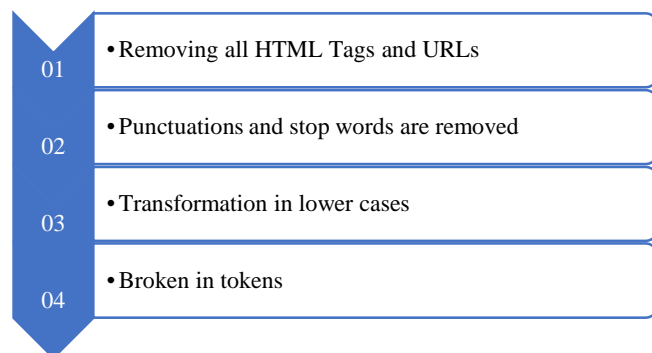 01
• Removing all HTML Tags and URLs
02
• Punctuations and stop words are removed
03
• Transformation in lower cases
04
• Broken in tokens